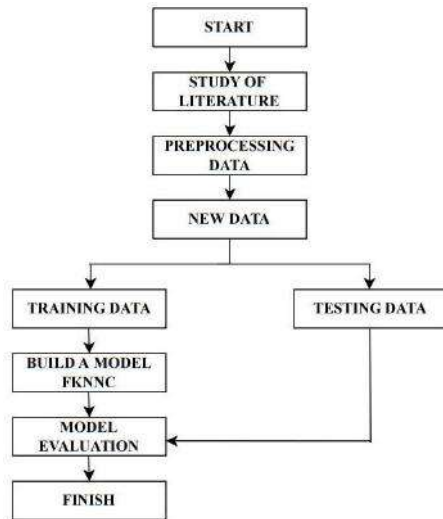 START
STUDY OF
LITERATURE
PREPROCESSING
DATA
NEW DATA
TRAINING DATA
TESTING DATA
BUILD A MODEL
FKNNC
MODEL
EVALUATION
FINISH